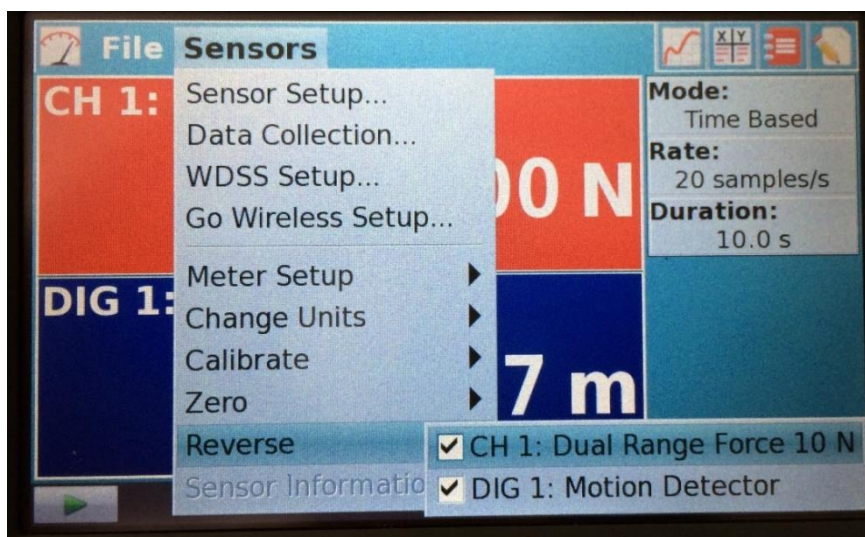 File Sensors
X Y
CH 1:
Sensor Setup...
Data Collection...
WDSS Setup...
Go Wireless Setup...
Meter Setup
Change Units
Calibrate
Zero
Reverse
CH 1: Dual Range Force 10 N
DIG 1: Motion Detector
00 N
DIG 1:
7 m
Mode:
Time Based
Rate:
20 samples/s
Duration:
10.0 s